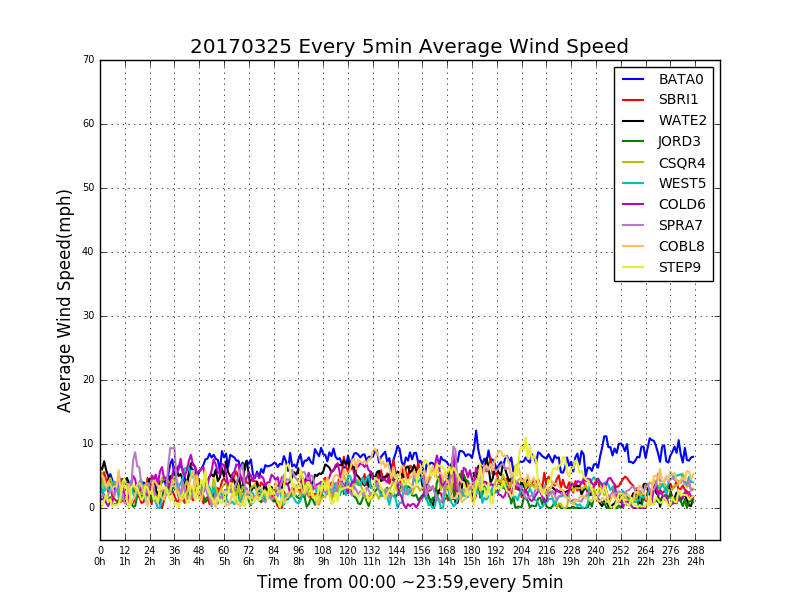 20170325 Every 5min Average Wind Speed
70
60
50
40
30
20
10
0
Average Wind Speed(mph)
BATA0
SBRI1
WATE2
JORD3
CSQR4
WEST5
COLD6
SPRA7
COBL8
STEP9
0 12 24 36 48 60 72 84 96 108 120 132 144 156 168 180 192 204 216 228 240 252 264 276 288
0h 1h 2h 3h 4h 5h 6h 7h 8h 9h 10h 11h 12h 13h 14h 15h 16h 17h 18h 19h 20h 21h 22h 23h 24h
Time from 00:00 ~23:59,every 5min